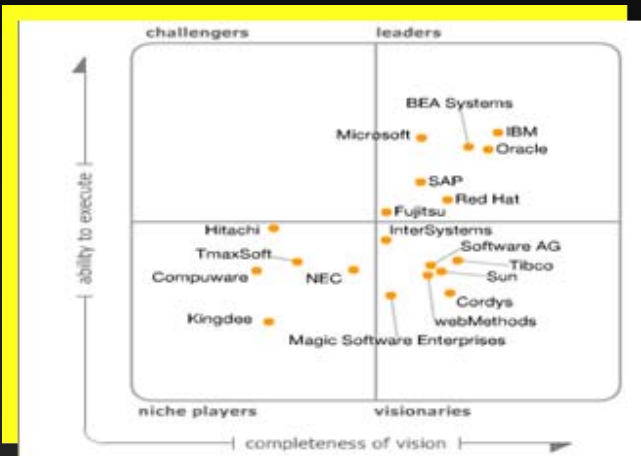 challengers
leaders
BEA Systems
IBM
Microsoft
Oracle
SAP
Red Hat
Fujitsu
Hitachi
InterSystems
TmaxSoft
Software AG
Compuware
NEC
Tibco
Sun
Cordys
Kingdee
webMethods
Magic Software Enterprises
niche players
visionaries
ability to execute
completeness of vision